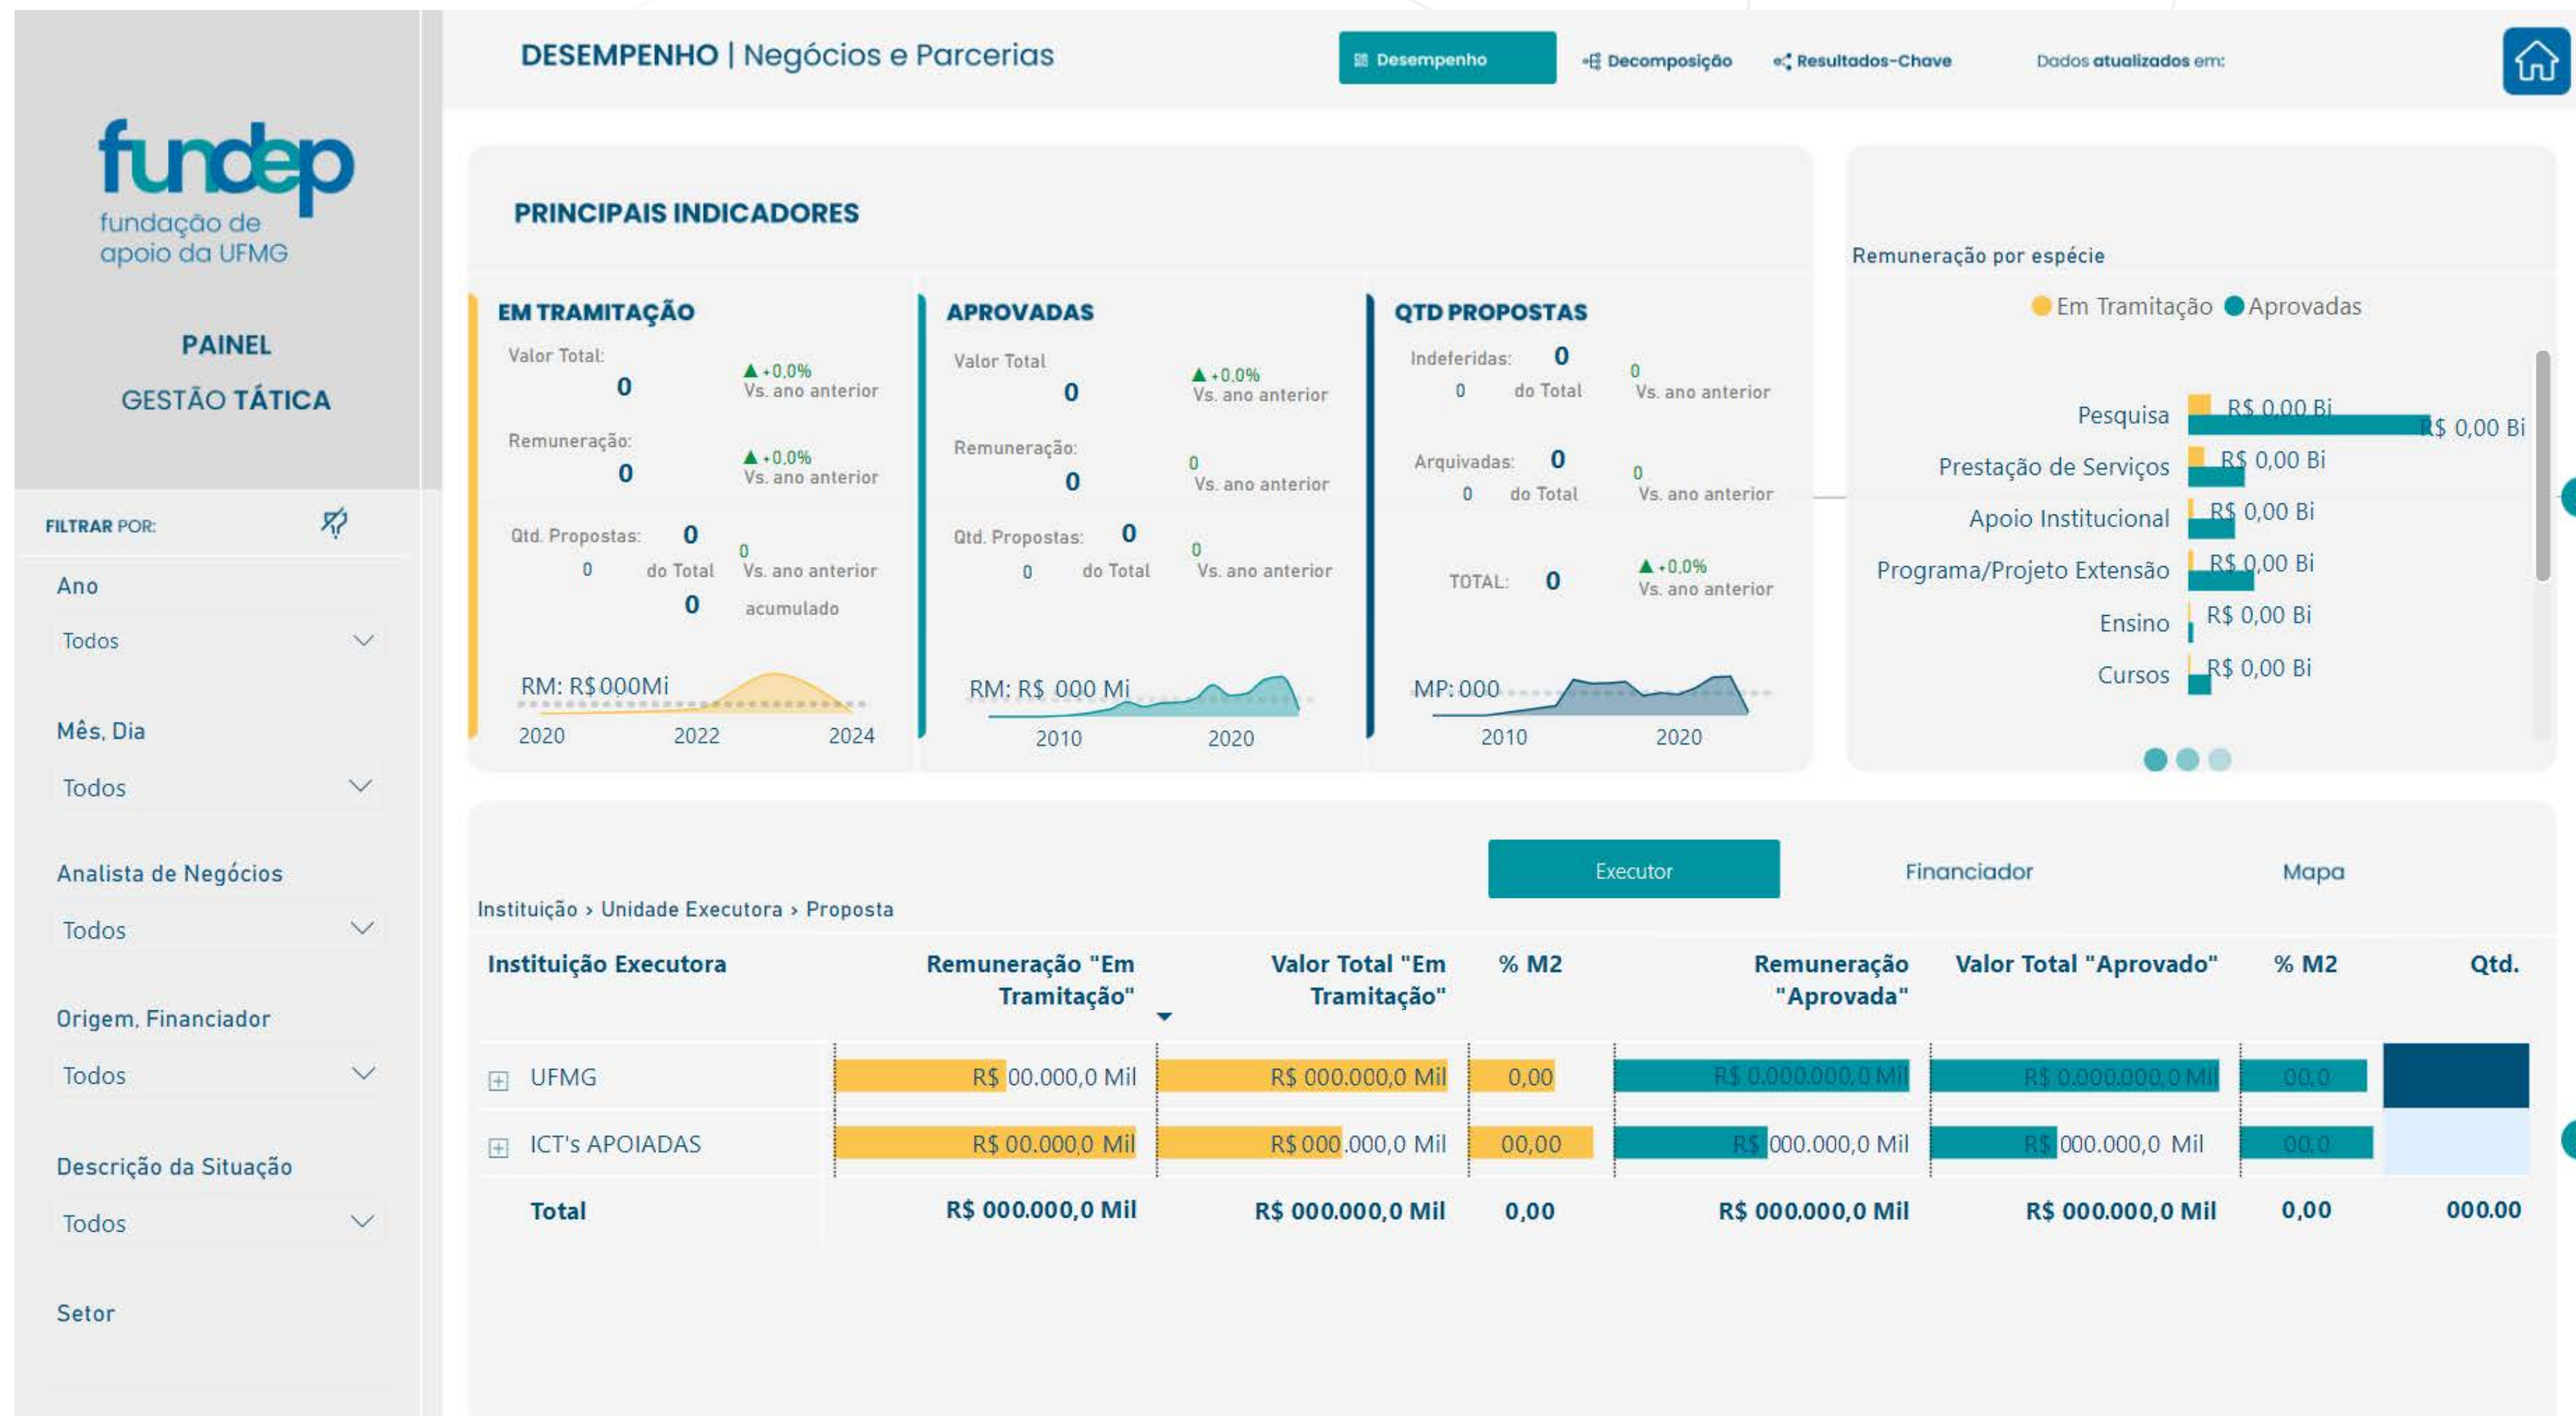 fundep
fundação de
apoio da UFMG
PAINEL
GESTÃO TÁTICA
FILTRAR POR:
Ano
Todos
Mês, Dia
Todos
Analista de Negócios
Todos
Origem, Financiador
Todos
Descrição da Situação
Todos
Setor
DESEMPENHO | Negócios e Parcerias
Desempenho
Decomposição
Resultados-Chave
Dados atualizados em:
PRINCIPAIS INDICADORES
EM TRAMITAÇÃO
Valor Total:
0
▲ +0,0%
Vs. ano anterior
Remuneração:
0
▲ +0,0%
Vs. ano anterior
Qtd. Propostas: 0
0 do Total
0
Vs. ano anterior
0 acumulado
RM: R$ 000Mi
2020 2022 2024
APROVADAS
Valor Total
0
▲ +0,0%
Vs. ano anterior
Remuneração:
0
0
Vs. ano anterior
Qtd. Propostas: 0
0 do Total
0
Vs. ano anterior
RM: R$ 000 Mi
2010 2020
QTD PROPOSTAS
Indeferidas: 0
0 do Total
0
Vs. ano anterior
Arquivadas: 0
0 do Total
0
Vs. ano anterior
TOTAL: 0
▲ +0,0%
Vs. ano anterior
MP: 000
2010 2020
Remuneração por espécie
Em Tramitação Aprovadas
Pesquisa R$ 0,00 Bi
R$ 0,00 Bi
Prestação de Serviços R$ 0,00 Bi
Apoio Institucional R$ 0,00 Bi
Programa/Projeto Extensão R$ 0,00 Bi
Ensino R$ 0,00 Bi
Cursos R$ 0,00 Bi
Executor Financiador Mapa
Instituição › Unidade Executora › Proposta
Instituição Executora Remuneração "Em Tramitação" Valor Total "Em Tramitação" % M2 Remuneração "Aprovada" Valor Total "Aprovado" % M2 Qtd.
UFMG R$ 00.000,0 Mil R$ 000.000,0 Mil 0,00 R$ 0.000.000,0 Mil R$ 0.000.000,0 Mil 00,0
ICT's APOIADAS R$ 00.000,0 Mil R$ 000.000,0 Mil 00,00 R$ 000.000,0 Mil R$ 000.000,0 Mil 00,0
Total R$ 000.000,0 Mil R$ 000.000,0 Mil 0,00 R$ 000.000,0 Mil R$ 000.000,0 Mil 0,00 000.00